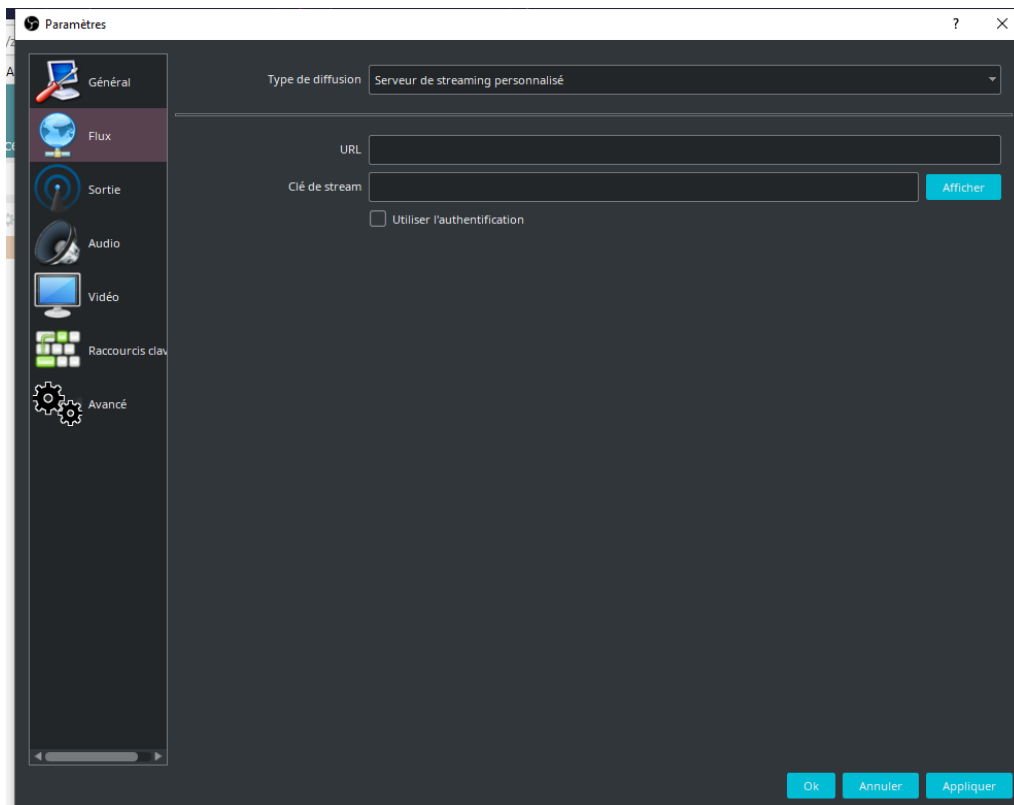 Paramètres
?
Général
Flux
Sortie
Audio
Vidéo
Raccourcis clav
Avancé
Type de diffusion Serveur de streaming personnalisé
URL
Clé de stream Afficher
Utiliser l'authentification
Ok Annuler Appliquer